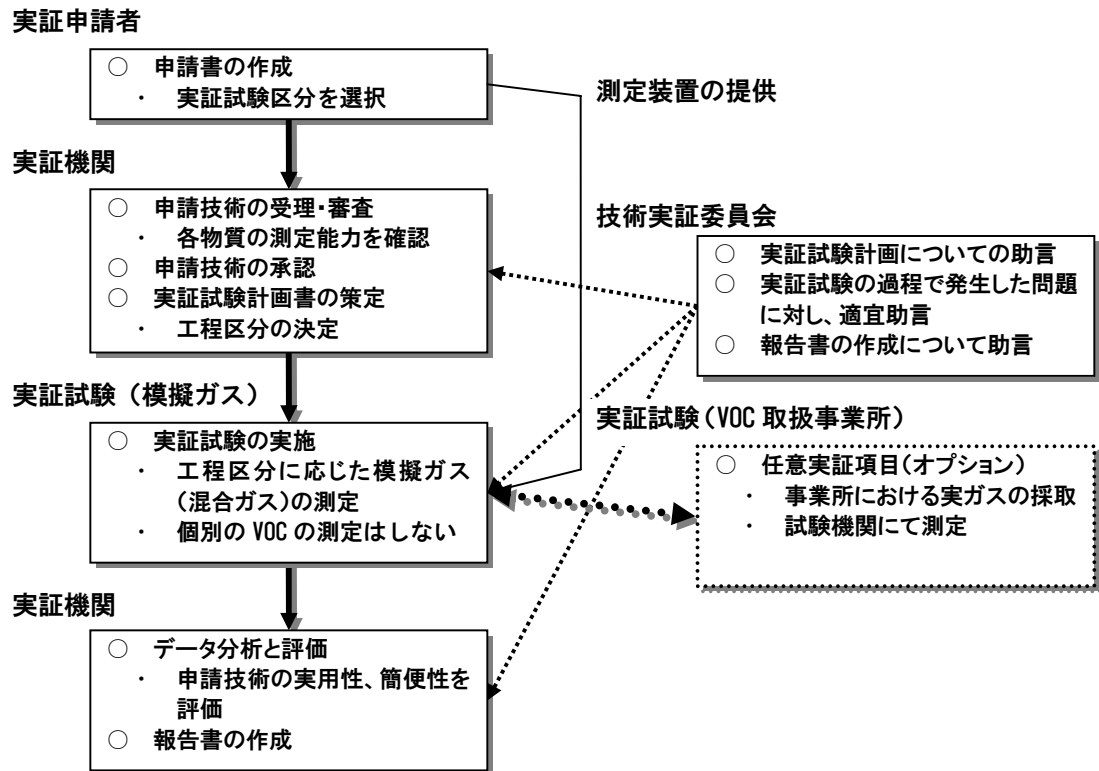 実証申請者
○ 申請書の作成
・ 実証試験区分を選択
測定装置の提供
実証機関
○ 申請技術の受理・審査
・ 各物質の測定能力を確認
○ 申請技術の承認
○ 実証試験計画書の策定
・ 工程区分の決定
技術実証委員会
○ 実証試験計画についての助言
○ 実証試験の過程で発生した問題
に対し、適宜助言
○ 報告書の作成について助言
実証試験（模擬ガス）
○ 実証試験の実施
・ 工程区分に応じた模擬ガス
（混合ガス）の測定
・ 個別の VOC の測定はしない
実証試験（VOC 取扱事業所）
○ 任意実証項目（オプション）
・ 事業所における実ガスの採取
・ 試験機関にて測定
実証機関
○ データ分析と評価
・ 申請技術の実用性、簡便性を
評価
○ 報告書の作成